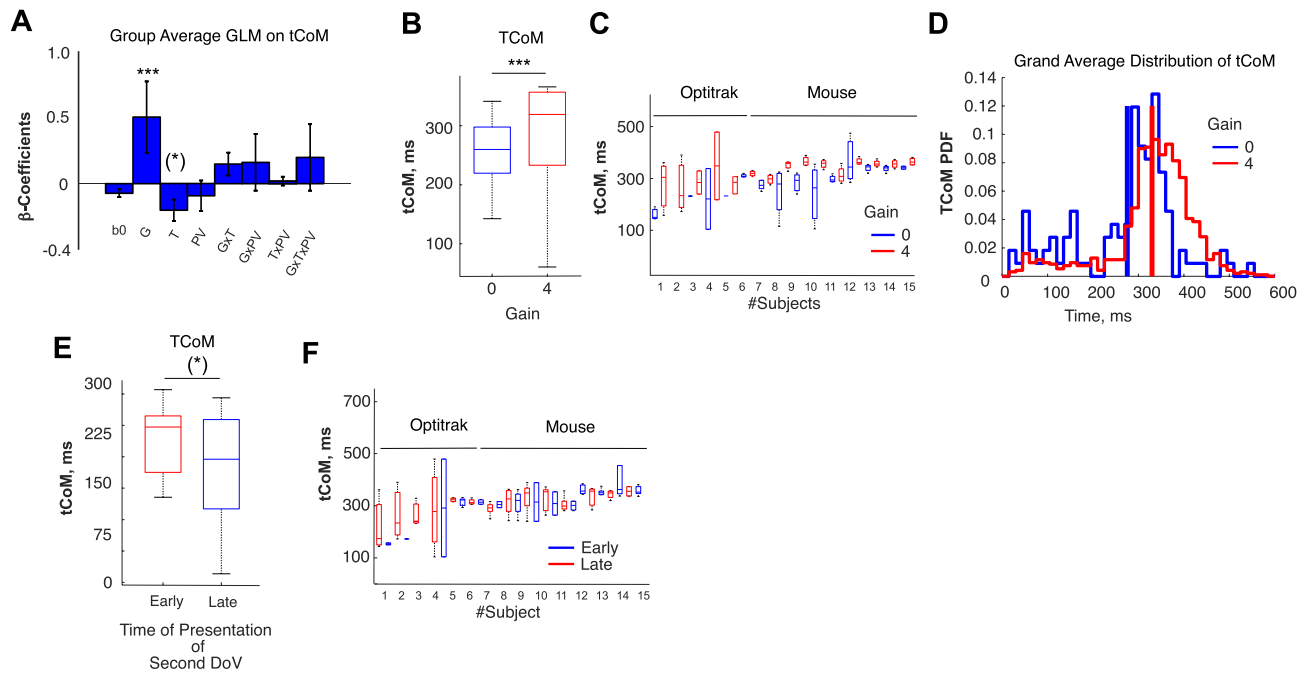 A
Group Average GLM on tCoM
1.0
0.5
0
-0.4
β-Coefficients
***
(*)
b0
G
T
PV
GxT
GxPV
TxPV
GxTxPV
B
TCoM
***
tCoM, ms
300
200
100
0 4
Gain
C
Optitrak Mouse
tCoM, ms
500
300
100
Gain
0
4
1 2 3 4 5 6 7 8 9 10 11 12 13 14 15
#Subjects
D
Grand Average Distribution of tCoM
TCoM PDF
0.14
0.12
0.10
0.08
0.06
0.04
0.02
0
Gain
0
4
0 100 200 300 400 500 600
Time, ms
E
TCoM
(*)
tCoM, ms
300
225
150
75
0
Early Late
Time of Presentation
of
Second DoV
F
Optitrak Mouse
tCoM, ms
700
500
300
100
Early
Late
1 2 3 4 5 6 7 8 9 10 11 12 13 14 15
#Subject